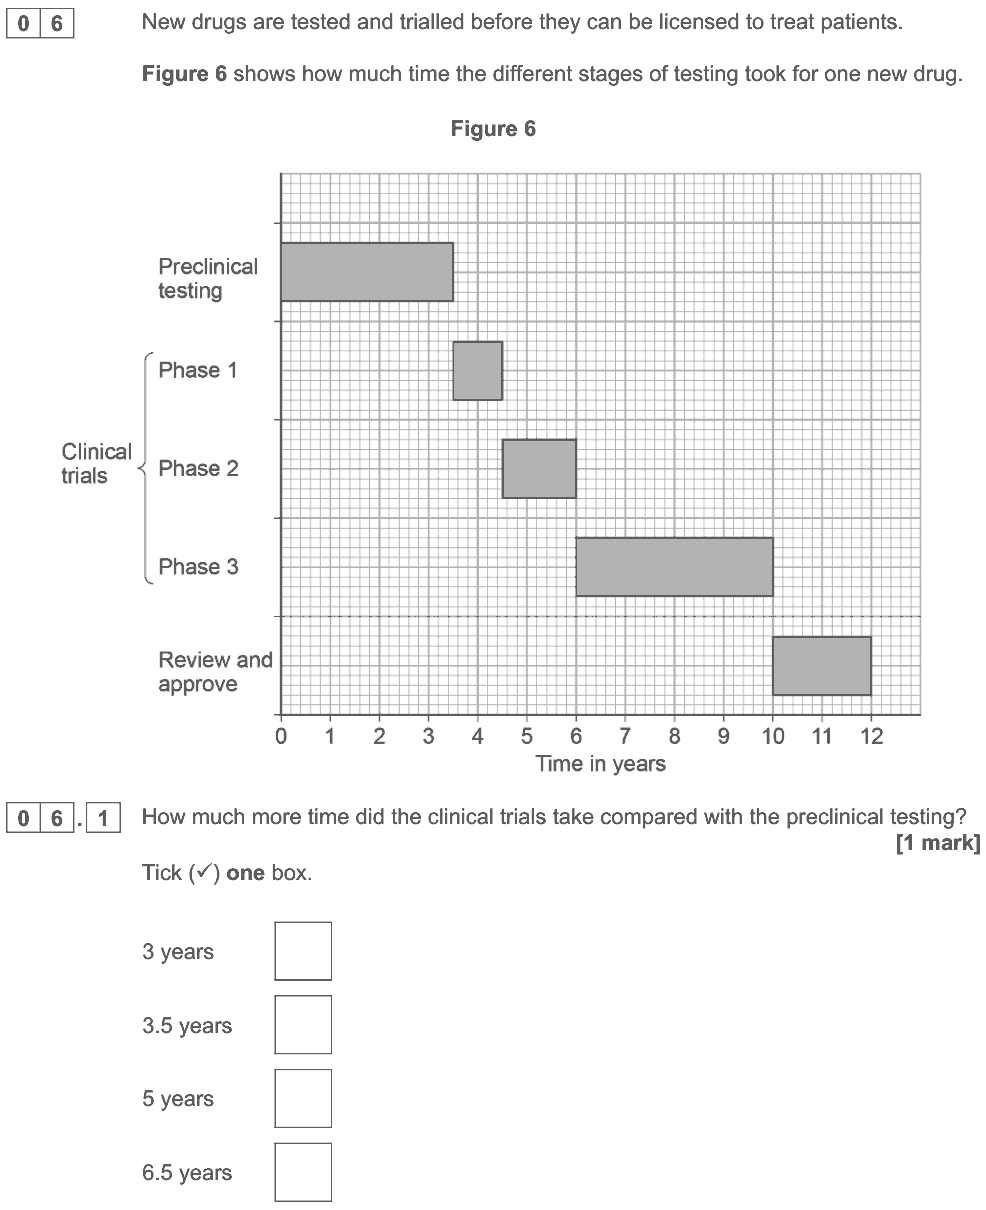 0 6 New drugs are tested and trialled before they can be licensed to treat patients.
Figure 6 shows how much time the different stages of testing took for one new drug.
Figure 6
Preclinical
testing
Phase 1
Clinical
trials
Phase 2
Phase 3
Review and
approve
0 1 2 3 4 5 6 7 8 9 10 11 12
Time in years
0 6 . 1 How much more time did the clinical trials take compared with the preclinical testing?
[1 mark]
Tick (✓) one box.
3 years
3.5 years
5 years
6.5 years